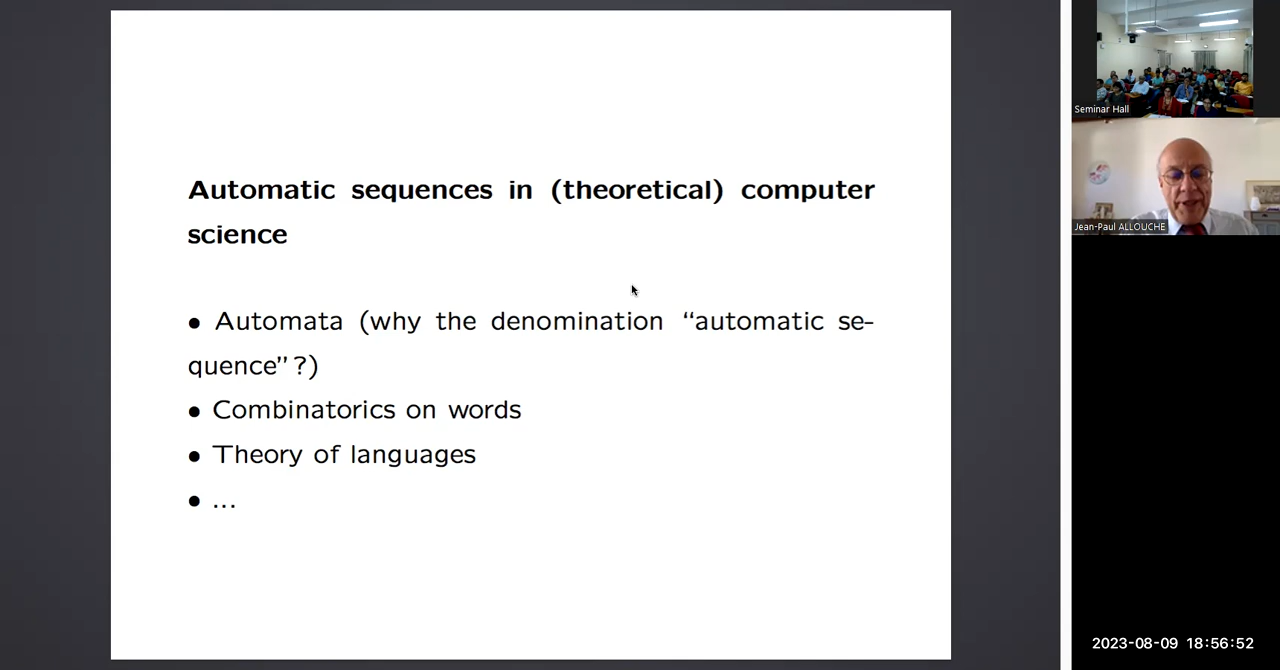 Automatic sequences in (theoretical) computer
science
• Automata (why the denomination “automatic se-
quence” ?)
• Combinatorics on words
• Theory of languages
• ...
Seminar Hall
Jean-Paul ALLOUCHE
2023-08-09 18:56:52